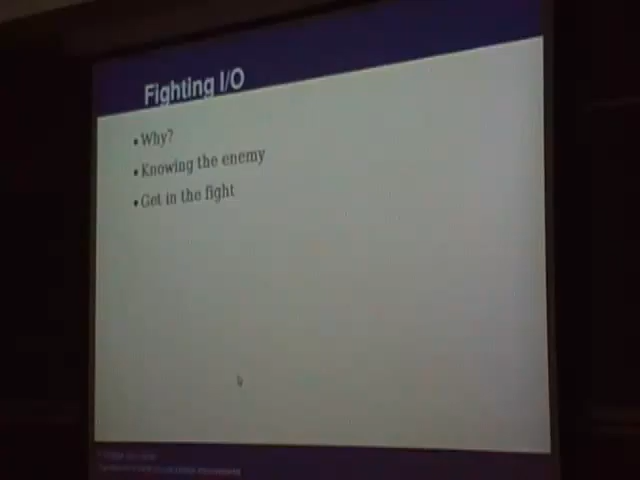 Fighting I/O
• Why?
• Knowing the enemy
• Get in the fight